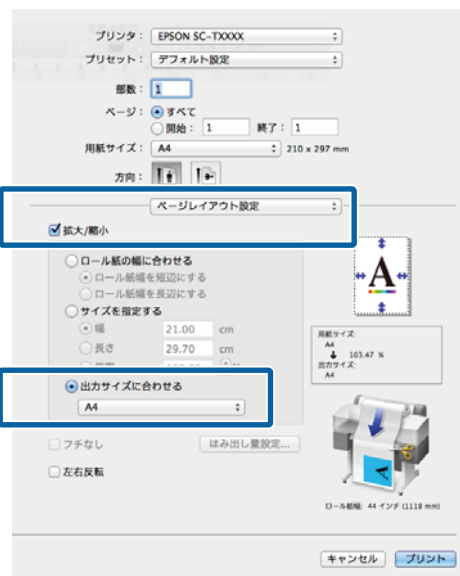 プリンタ： EPSON SC-TXXXX
プリセット： デフォルト設定
部数： 1
ページ： すべて
開始： 1 終了： 1
用紙サイズ： A4 210 x 297 mm
方向：
ページレイアウト設定
拡大/縮小
ロール紙の幅に合わせる
ロール紙幅を短辺にする
ロール紙幅を長辺にする
サイズを指定する
幅 21.00 cm
長さ 29.70 cm
出力サイズに合わせる
A4
フチなし はみ出し量設定...
左右反転
A
用紙サイズ:
A4
103.47 %
出力サイズ:
A4
ロール紙幅: 44 インチ (1118 mm)
キャンセル プリント